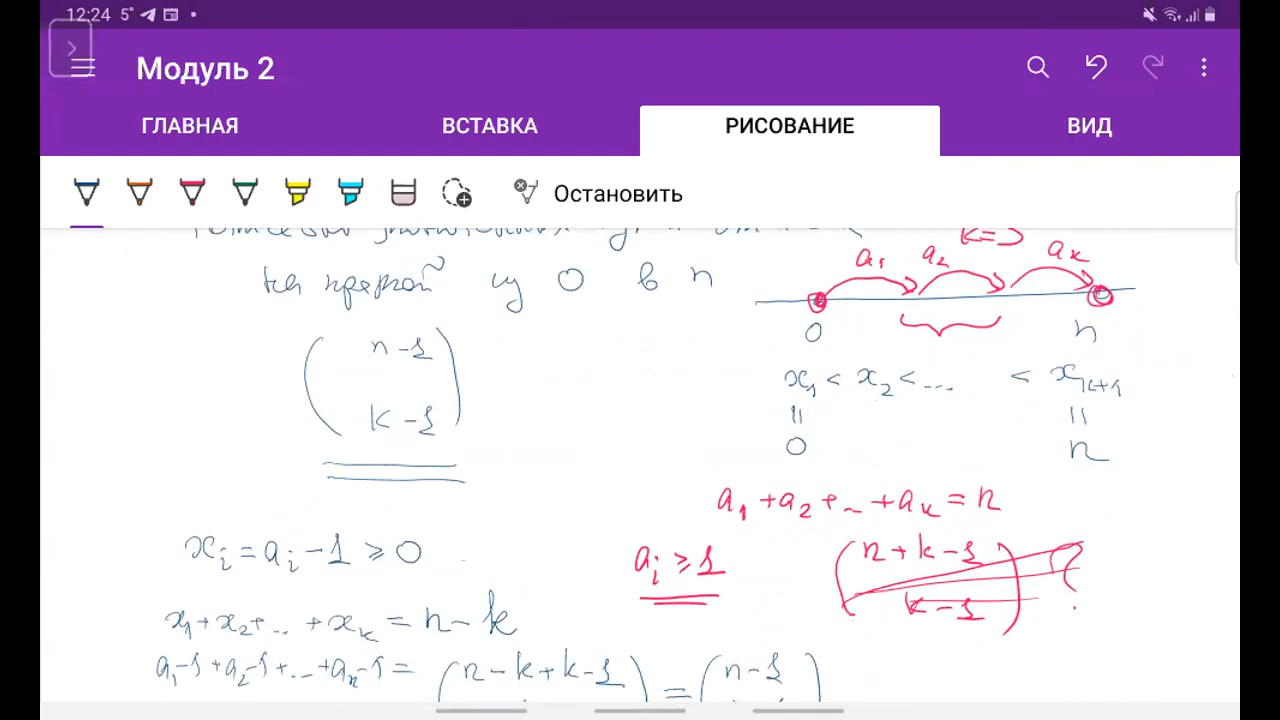 12:24 5°
Модуль 2
ГЛАВНАЯ ВСТАВКА РИСОВАНИЕ ВИД
Остановить
k=3
на прямой из 0 в n
a₁ a₂ aₖ
0 n
(n-1
k-1)
x₁ < x₂ < ... < xₖ₊₁
|| ||
0 n
a₁ + a₂ + ... + aₖ = n
xᵢ = aᵢ - 1 ≥ 0
aᵢ ≥ 1
(n+k-1
k-1) ?
x₁ + x₂ + ... + xₖ = n - k
a₁-1 + a₂-1 + ... + aₙ-1 = (n-k+k-1 ) = (n-1 )